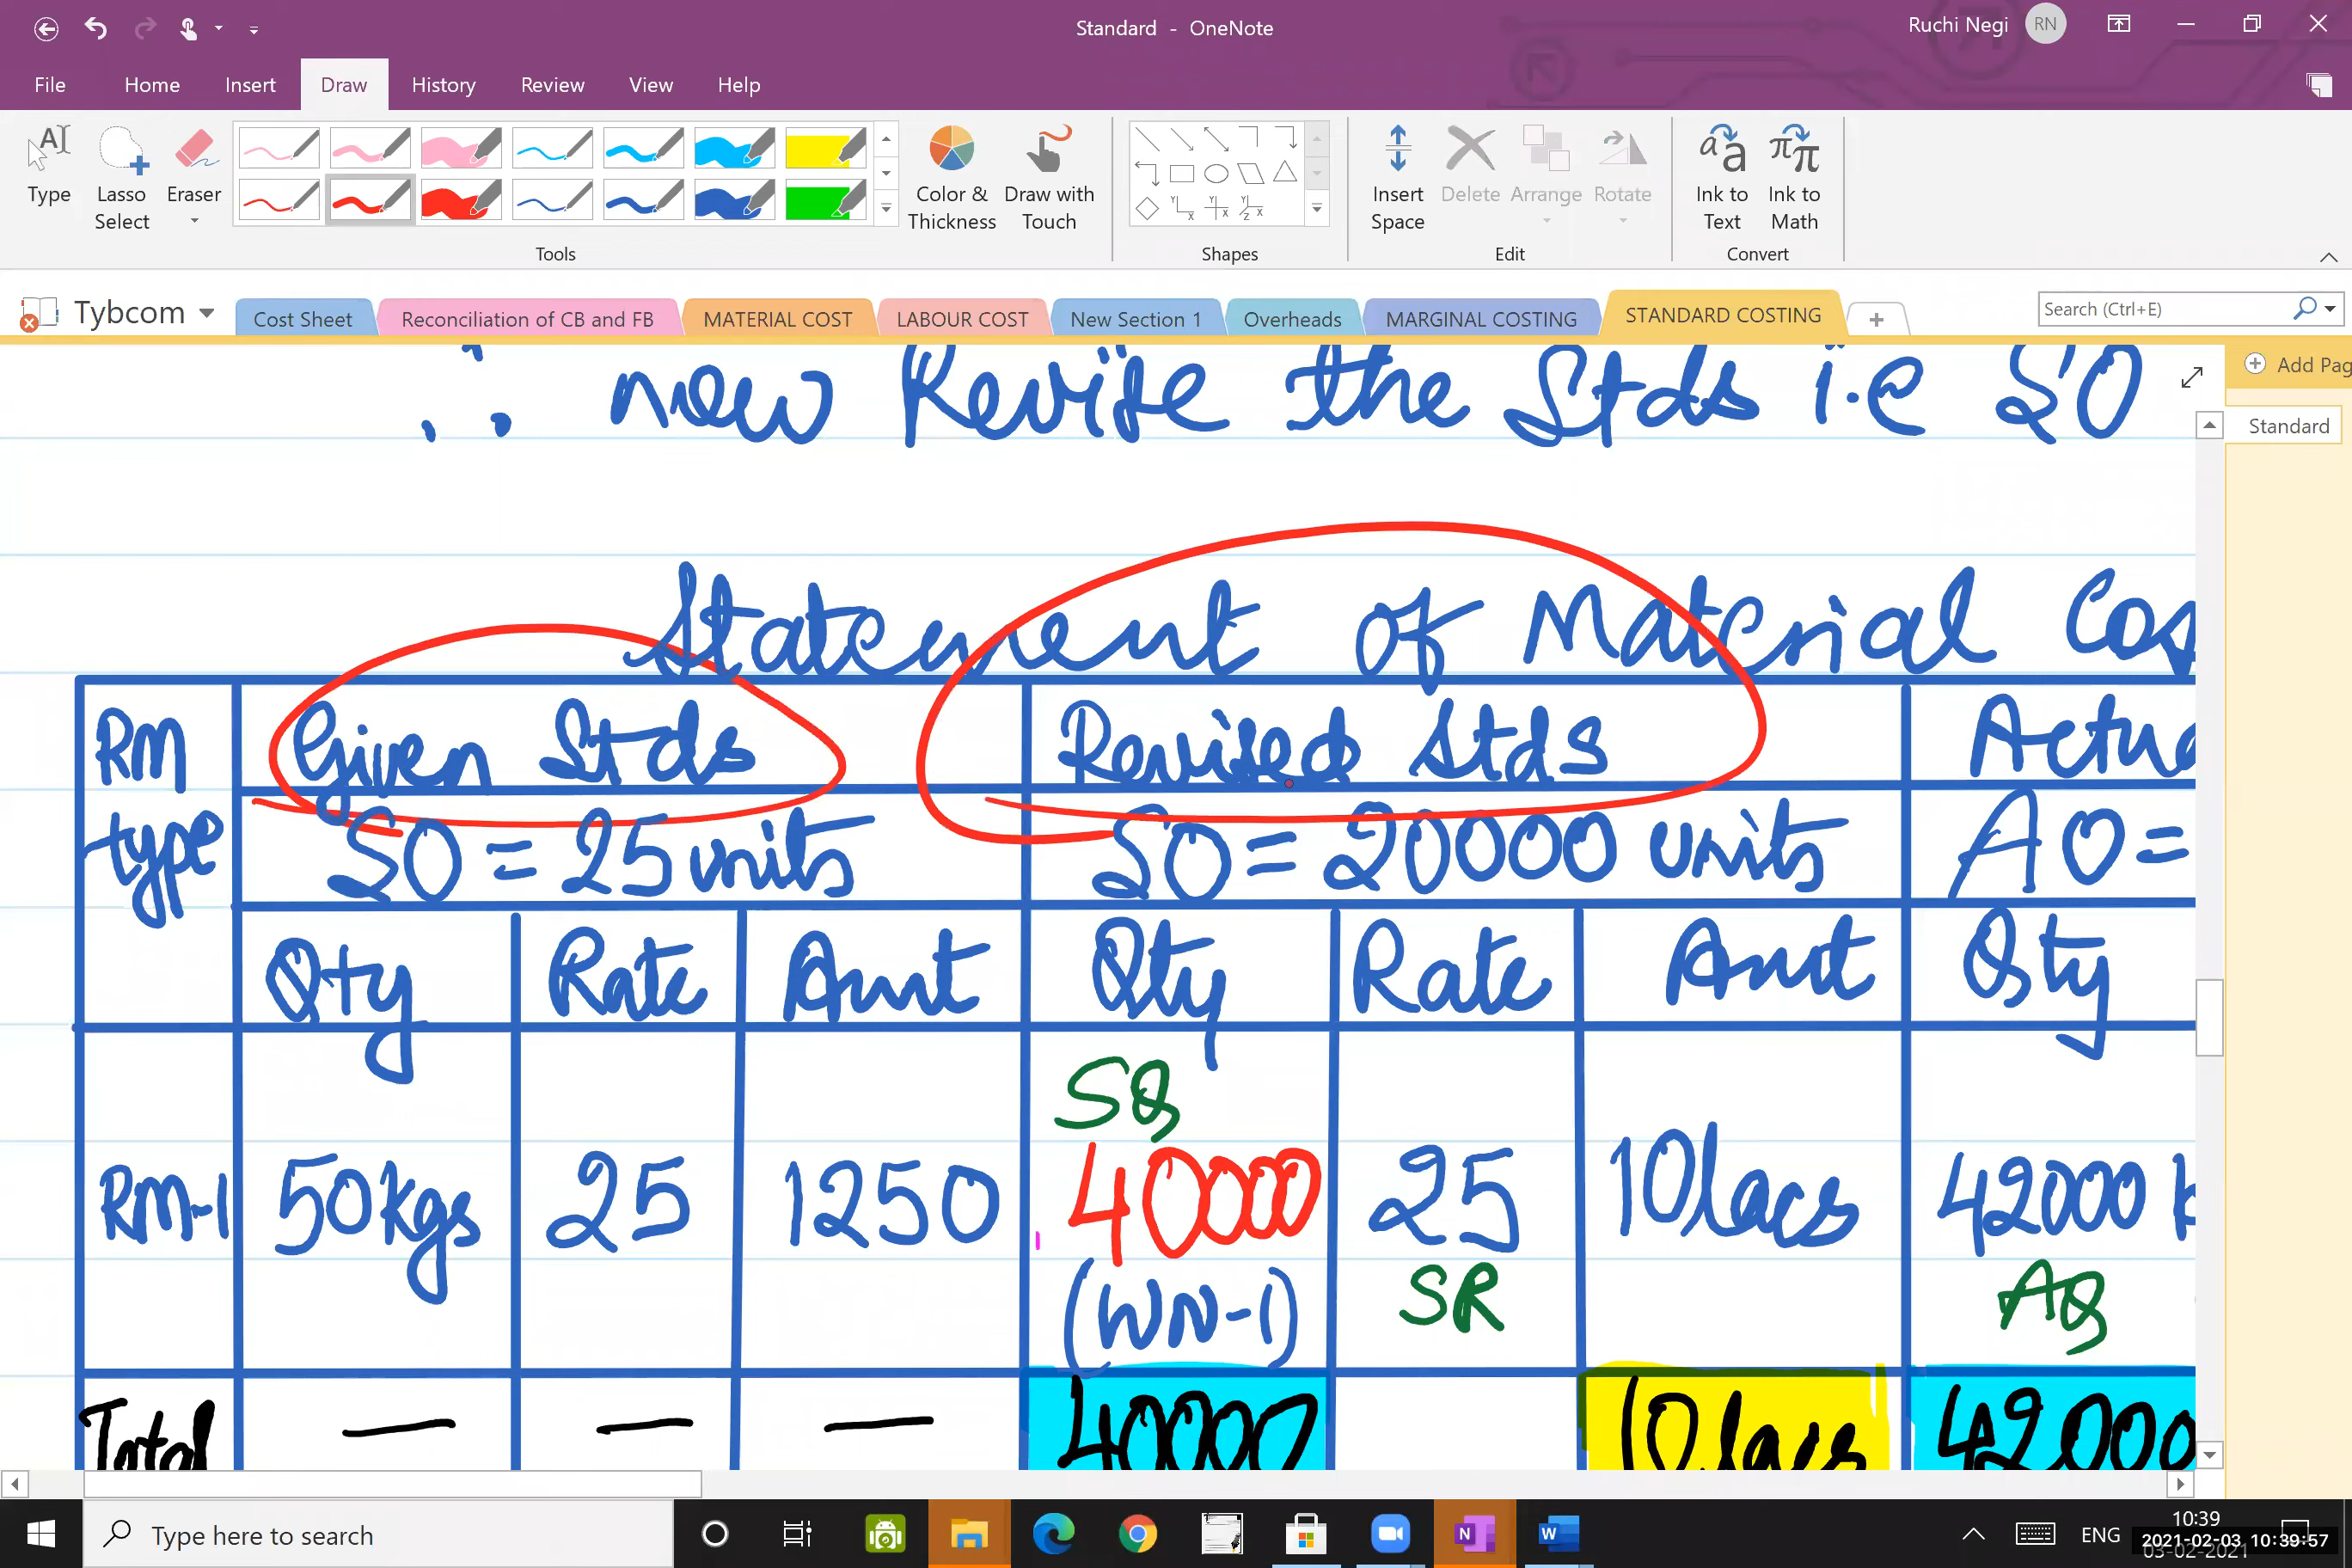 Standard - OneNote
Ruchi Negi RN
File Home Insert Draw History Review View Help
Type
Lasso Select
Eraser
Color & Thickness
Draw with Touch
Insert Space
Delete Arrange Rotate
Ink to Text
Ink to Math
Tools Shapes Edit Convert
Tybcom Cost Sheet Reconciliation of CB and FB MATERIAL COST LABOUR COST New Section 1 Overheads MARGINAL COSTING STANDARD COSTING + Search (Ctrl+E)
Add Pag
Standard
∴ new Revise the Stds i.e SO
Statement of Material Cos
RM type Given Stds Revised Stds Actua
SO = 25 units SO = 20000 units AO =
Qty Rate Amt Qty Rate Amt Qty
SQ
RM-1 50kgs 25 1250 40000 25 10lacs 42000 k
(WN-1) SR AQ
Total — — — 40000 10lacs 42000
Type here to search
ENG
10:39
03-02-2021
2021-02-03 10:39:57